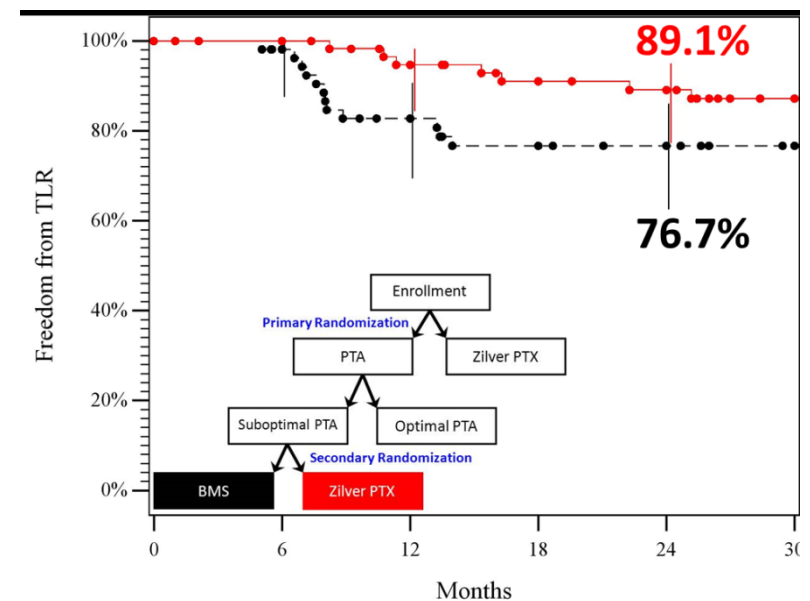 89.1%
76.7%
Freedom from TLR
100%
80%
60%
40%
20%
0%
Enrollment
Primary Randomization
PTA
Zilver PTX
Suboptimal PTA
Optimal PTA
Secondary Randomization
BMS
Zilver PTX
0
6
12
18
24
30
Months